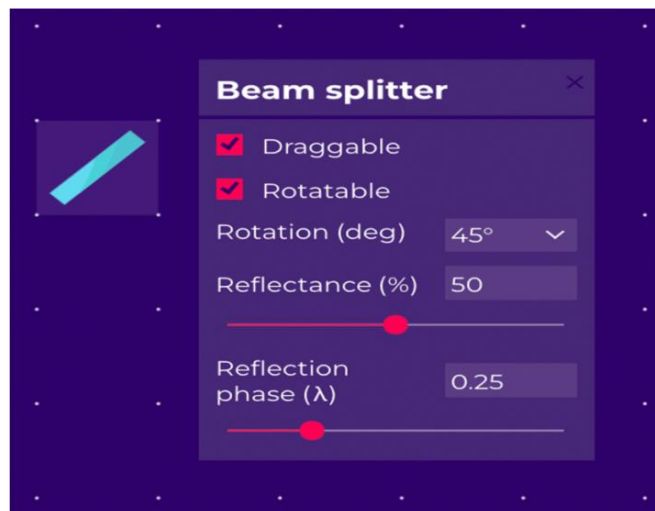 Beam splitter
Draggable
Rotatable
Rotation (deg) 45°
Reflectance (%) 50
Reflection
phase (λ) 0.25